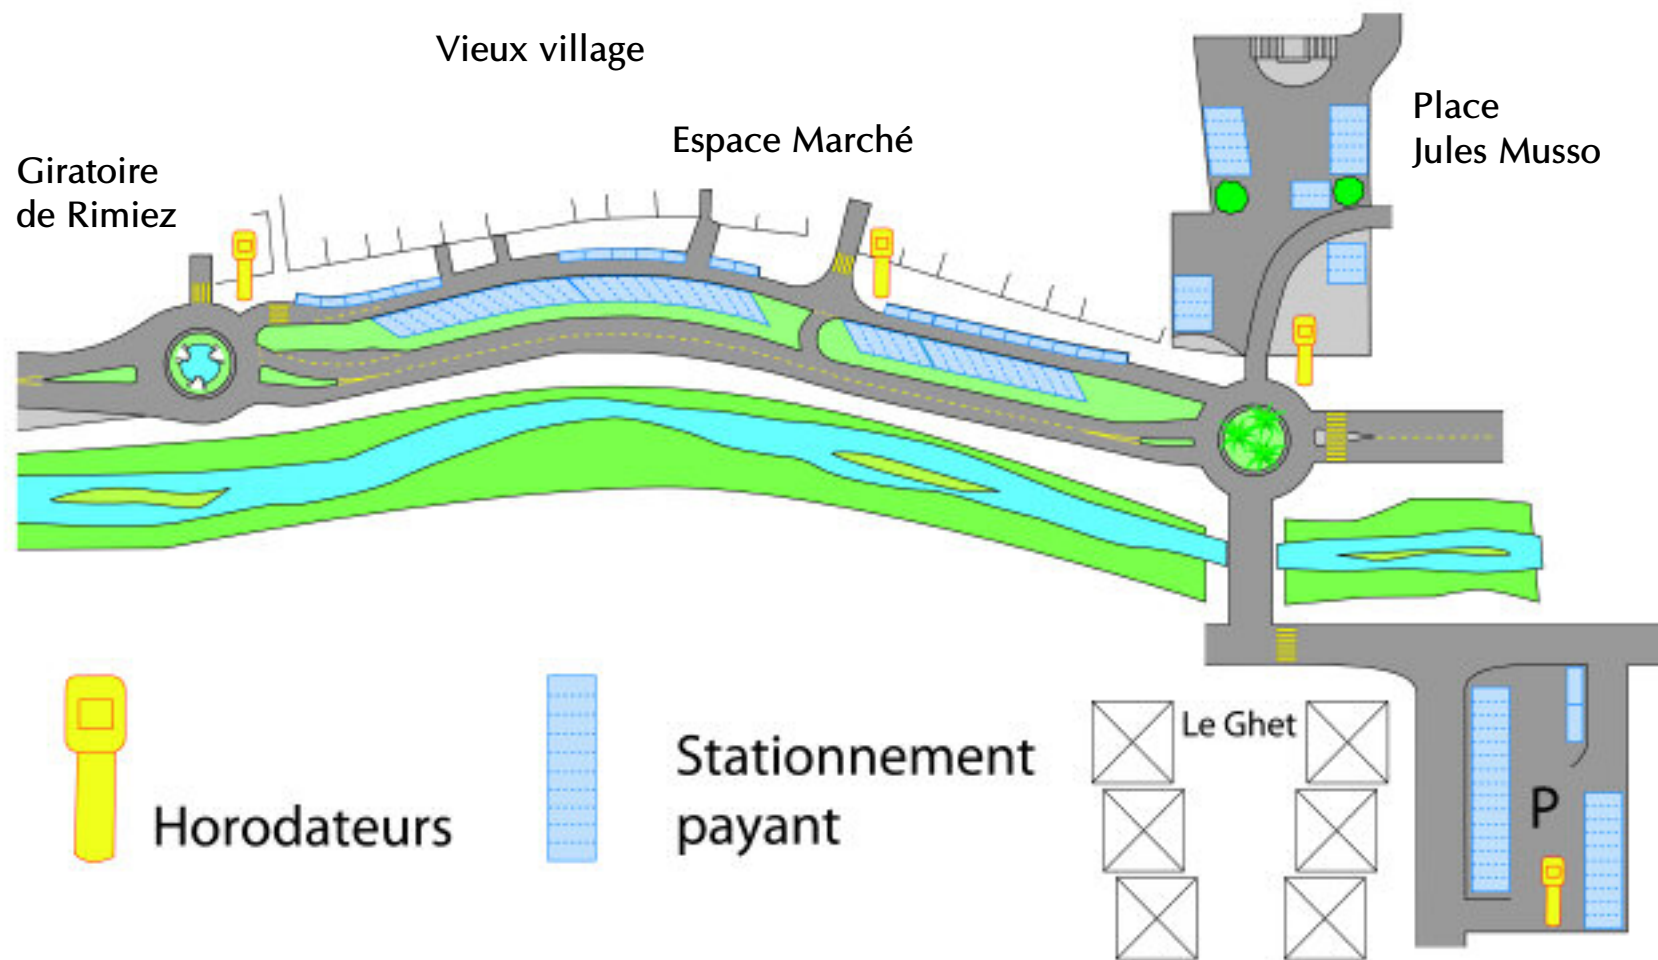 Vieux village
Espace Marché
Place
Jules Musso
Giratoire
de Rimiez
Horodateurs
Stationnement
payant
Le Ghet
P